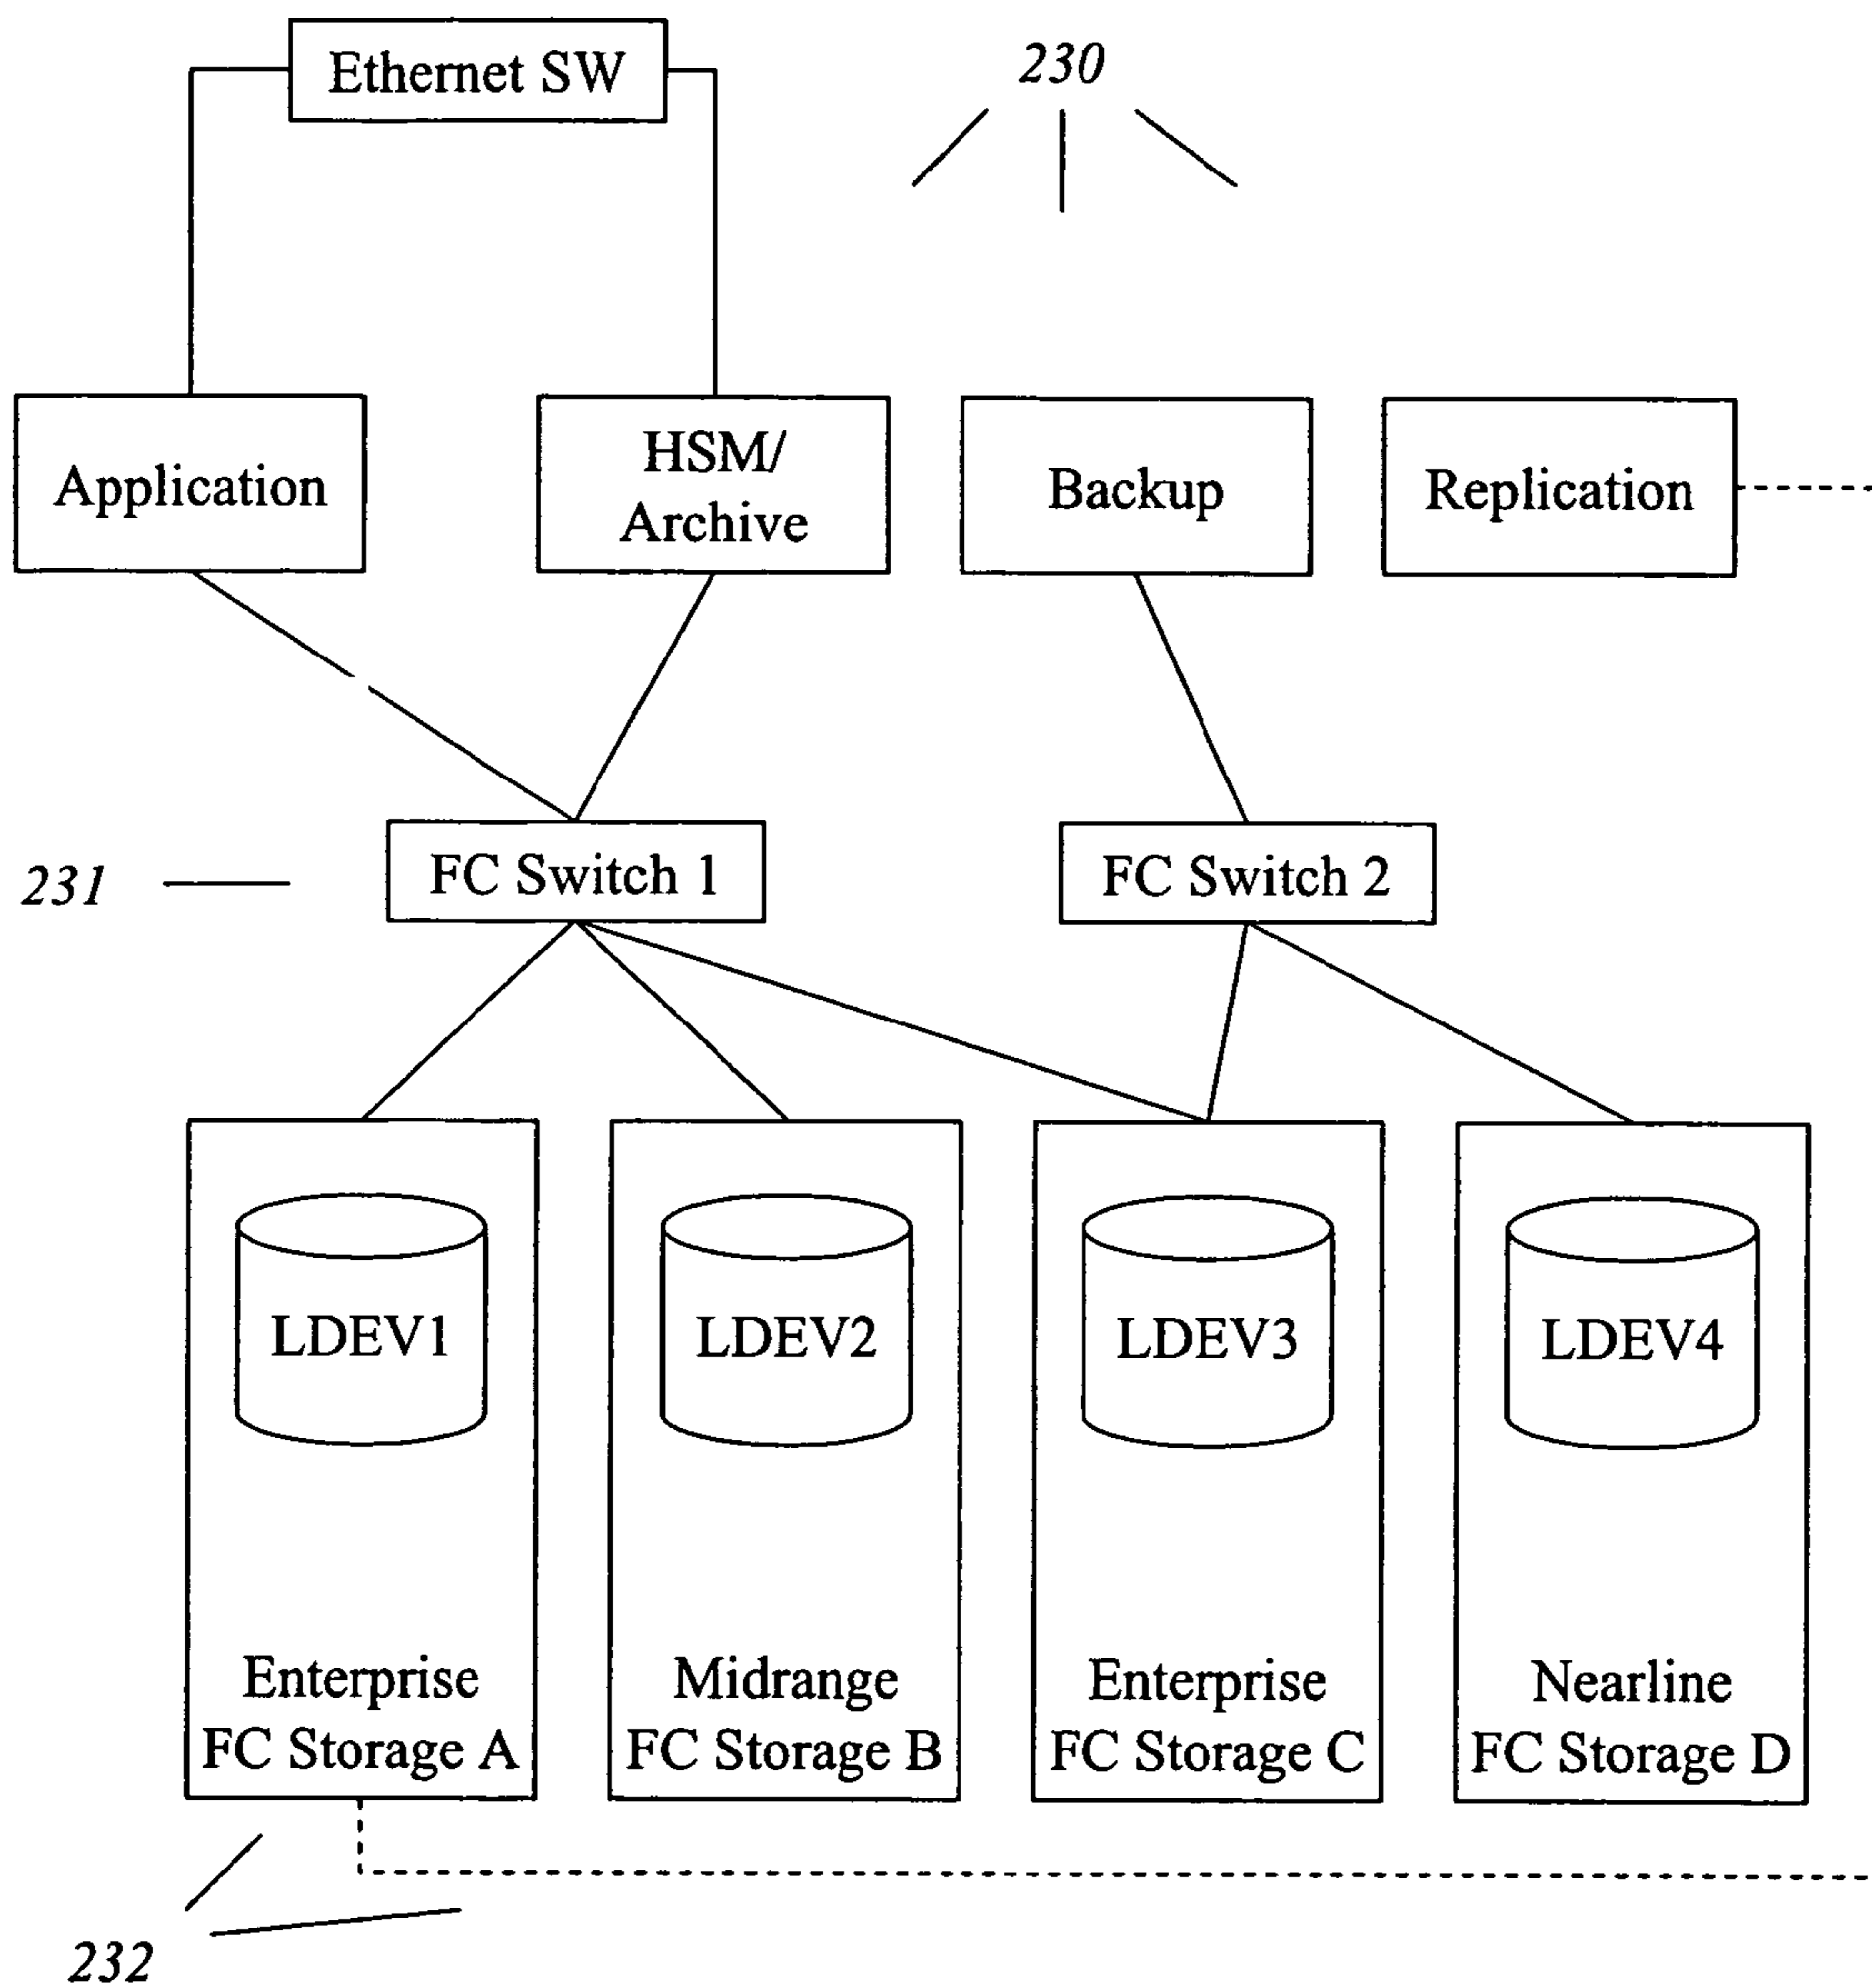 Ethernet SW
230
Application
HSM/
Archive
Backup
Replication
231
FC Switch 1
FC Switch 2
LDEV1
LDEV2
LDEV3
LDEV4
Enterprise
FC Storage A
Midrange
FC Storage B
Enterprise
FC Storage C
Nearline
FC Storage D
232